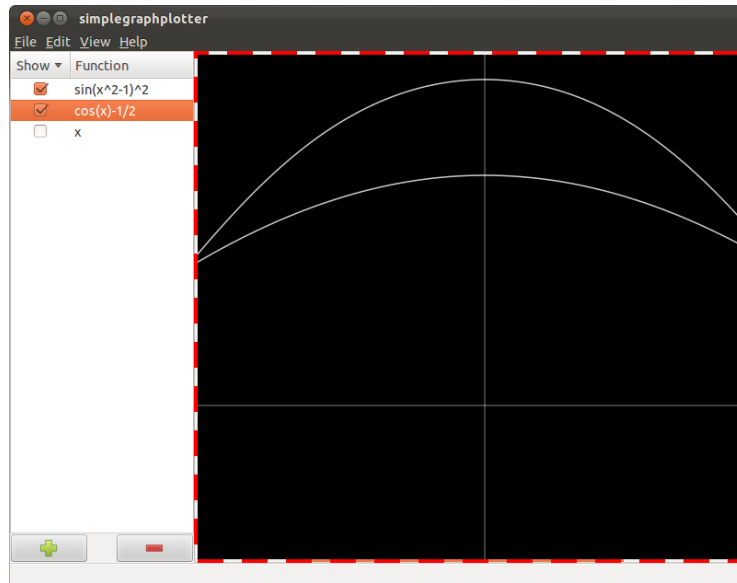 simplegraphplotter
File Edit View Help
Show Function
sin(x^2-1)^2
cos(x)-1/2
x